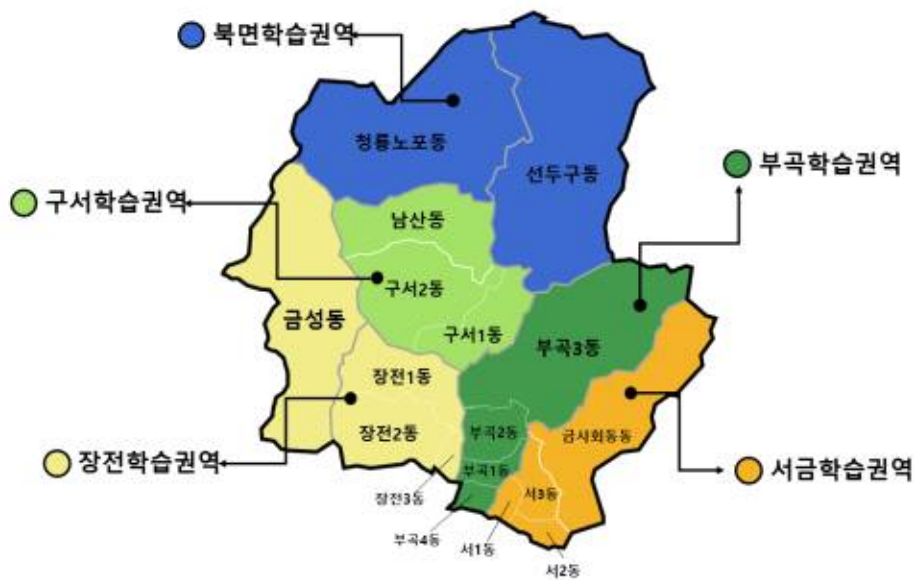 북면학습권역
청룡노포동
선두구동
부곡학습권역
구서학습권역
남산동
구서2동
금성동
구서1동
부곡3동
장전1동
장전2동
부곡2동
금사회동동
장전학습권역
부곡1동
서금학습권역
장전3동
서3동
부곡4동
서1동
서2동